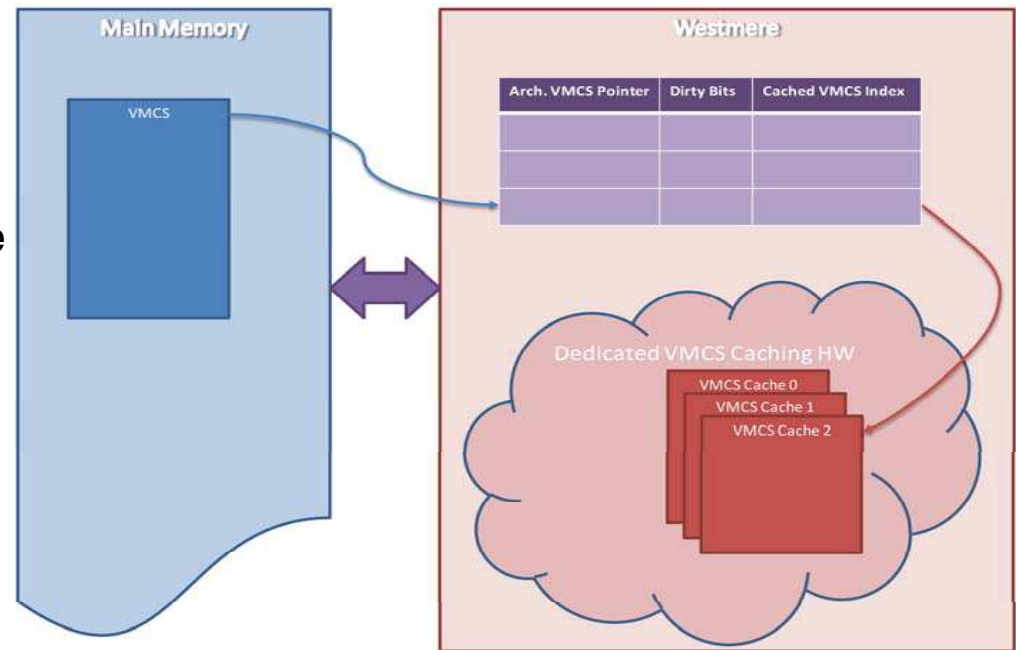 Main Memory
VMCS
e
Westmere
Arch. VMCS Pointer Dirty Bits Cached VMCS Index
Dedicated VMCS Caching HW
VMCS Cache 0
VMCS Cache 1
VMCS Cache 2